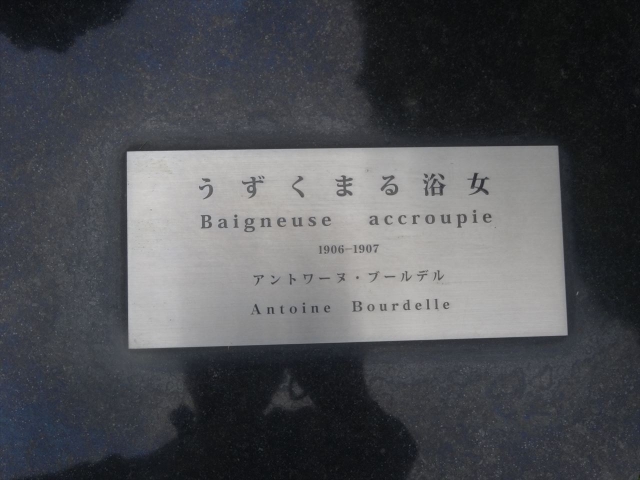 うずくまる浴女
Baigneuse accroupie
1906-1907
アントワーヌ・ブールデル
Antoine Bourdelle